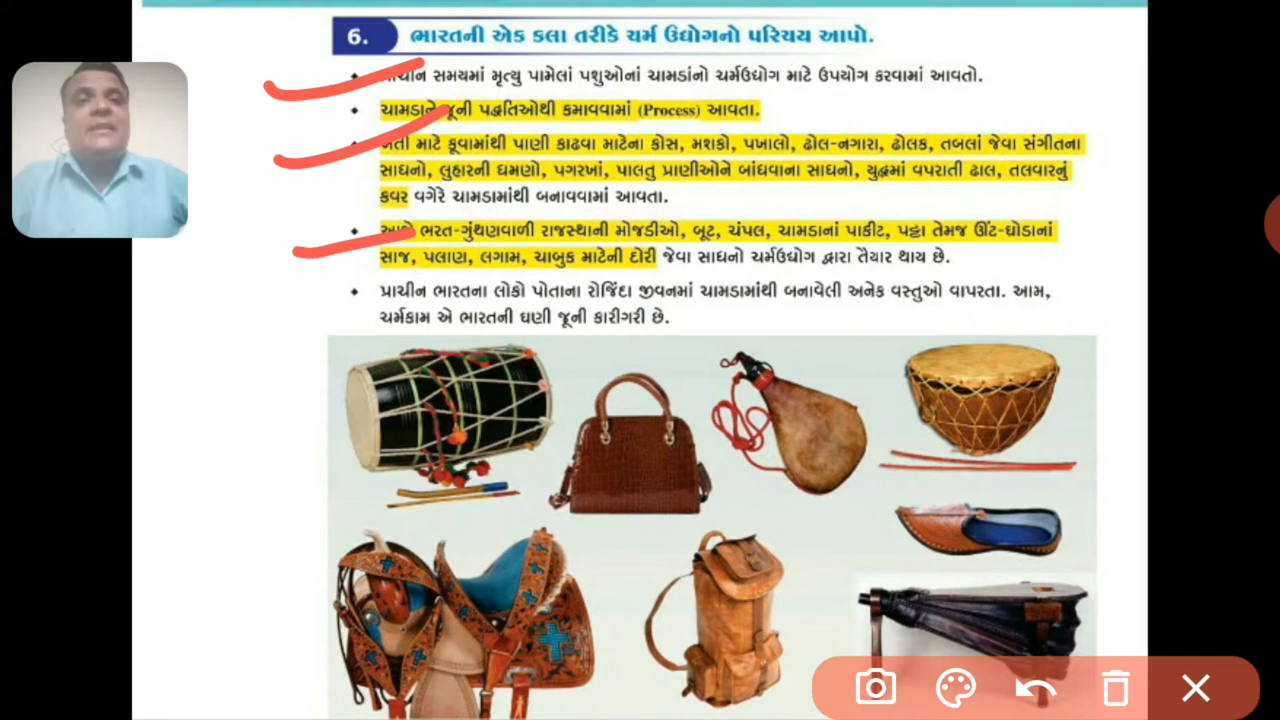 6. ભારતની એક કલા તરીકે ચર્મ ઉદ્યોગનો પરિચય આપો.
સમયમાં મૃત્યુ પામેલાં પશુઓનાં ચામડાંનો ચર્મઉદ્યોગ માટે ઉપયોગ કરવામાં આવતો.
ચામડાને જૂની પદ્ધતિઓથી કમાવવામાં (Process) આવતા.
માટે કૂવામાંથી પાણી કાઢવા માટેના કોસ, મશકો, પખાલો, ઢોલ-નગારા, ઢોલક, તબલાં જેવા સંગીતના
સાધનો, લુહારની ધમણો, પગરખાં, પાલતુ પ્રાણીઓને બાંધવાના સાધનો, યુદ્ધમાં વપરાતી ઢાલ, તલવારનું
કવર વગેરે ચામડામાંથી બનાવવામાં આવતા.
ભરત-ગુંથણવાળી રાજસ્થાની મોજડીઓ, બૂટ, ચંપલ, ચામડાનાં પાકીટ, પટ્ટા તેમજ ઊંટ-ઘોડાનાં
સાજ, પલાણ, લગામ, ચાબુક માટેની દોરી જેવા સાધનો ચર્મઉદ્યોગ દ્વારા તૈયાર થાય છે.
પ્રાચીન ભારતના લોકો પોતાના રોજિંદા જીવનમાં ચામડામાંથી બનાવેલી અનેક વસ્તુઓ વાપરતા. આમ,
ચર્મકામ એ ભારતની ઘણી જૂની કારીગરી છે.